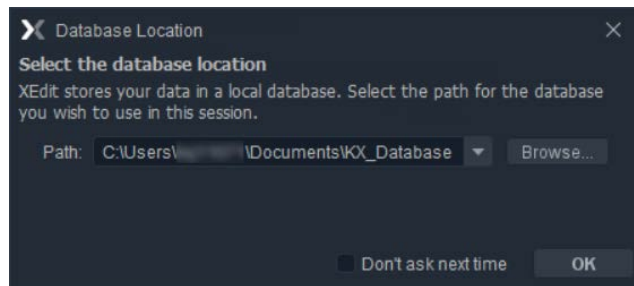 Database Location
Select the database location
XEdit stores your data in a local database. Select the path for the database
you wish to use in this session.
Path: C:\Users\ \Documents\KX_Database Browse...
Don't ask next time OK